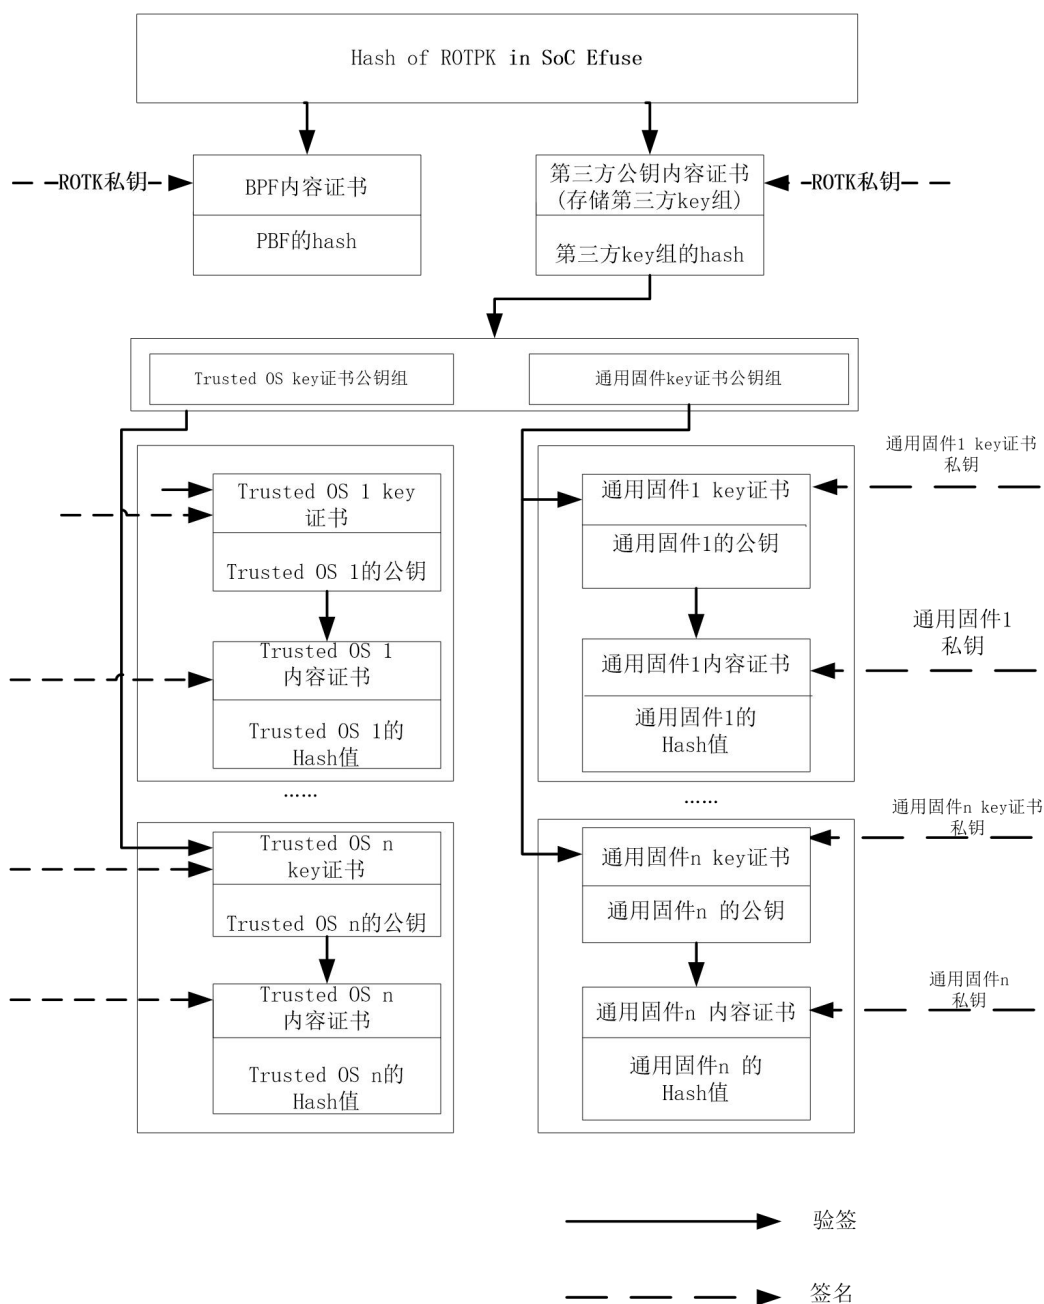 Hash of ROTPK in SoC Efuse
ROTK私钥
BPF内容证书
PBF的hash
第三方公钥内容证书
(存储第三方key组)
第三方key组的hash
ROTK私钥
Trusted OS key证书公钥组
通用固件key证书公钥组
Trusted OS 1 key
证书
Trusted OS 1的公钥
Trusted OS 1
内容证书
Trusted OS 1的
Hash值
通用固件1 key证书
通用固件1的公钥
通用固件1内容证书
通用固件1的
Hash值
通用固件1 key证书
私钥
通用固件1
私钥
……
……
Trusted OS n
key证书
Trusted OS n的公钥
Trusted OS n
内容证书
Trusted OS n的
Hash值
通用固件n key证书
通用固件n 的公钥
通用固件n 内容证书
通用固件n 的
Hash值
通用固件n key证书
私钥
通用固件n
私钥
验签
签名